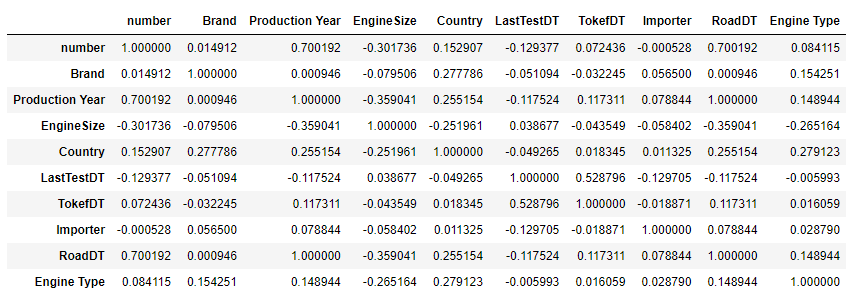 number Brand Production Year EngineSize Country LastTestDT TokefDT Importer RoadDT Engine Type
number 1.000000 0.014912 0.700192 -0.301736 0.152907 -0.129377 0.072436 -0.000528 0.700192 0.084115
Brand 0.014912 1.000000 0.000946 -0.079506 0.277786 -0.051094 -0.032245 0.056500 0.000946 0.154251
Production Year 0.700192 0.000946 1.000000 -0.359041 0.255154 -0.117524 0.117311 0.078844 1.000000 0.148944
EngineSize -0.301736 -0.079506 -0.359041 1.000000 -0.251961 0.038677 -0.043549 -0.058402 -0.359041 -0.265164
Country 0.152907 0.277786 0.255154 -0.251961 1.000000 -0.049265 0.018345 0.011325 0.255154 0.279123
LastTestDT -0.129377 -0.051094 -0.117524 0.038677 -0.049265 1.000000 0.528796 -0.129705 -0.117524 -0.005993
TokefDT 0.072436 -0.032245 0.117311 -0.043549 0.018345 0.528796 1.000000 -0.018871 0.117311 0.016059
Importer -0.000528 0.056500 0.078844 -0.058402 0.011325 -0.129705 -0.018871 1.000000 0.078844 0.028790
RoadDT 0.700192 0.000946 1.000000 -0.359041 0.255154 -0.117524 0.117311 0.078844 1.000000 0.148944
Engine Type 0.084115 0.154251 0.148944 -0.265164 0.279123 -0.005993 0.016059 0.028790 0.148944 1.000000